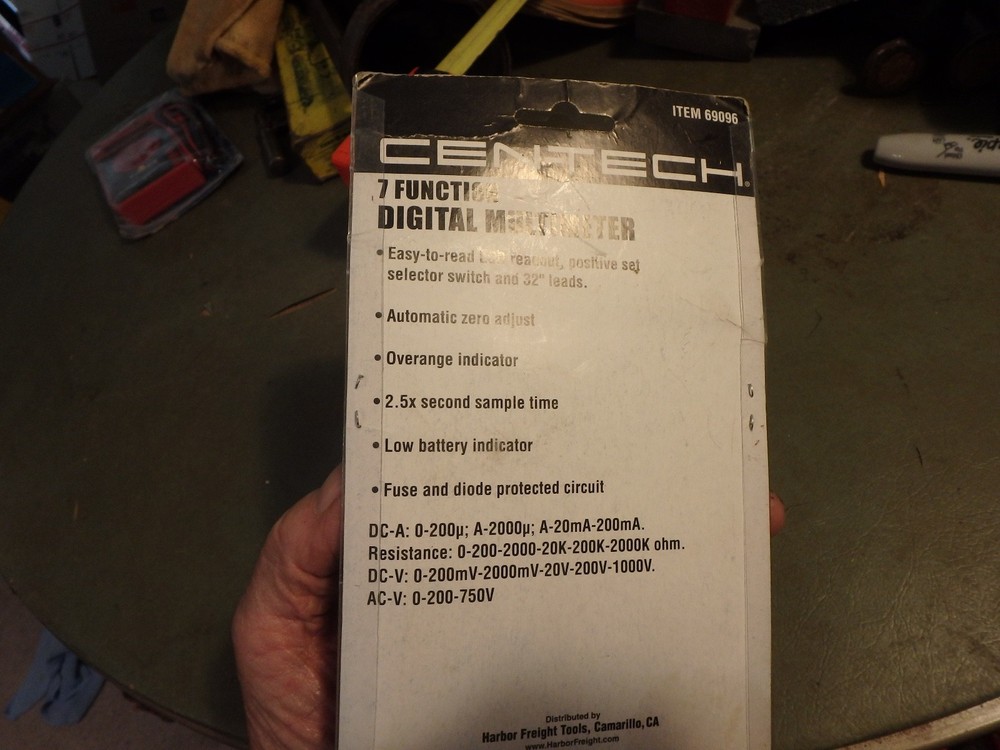 ITEM 69096
CENTECH
7 FUNCTION
DIGITAL MULTIMETER
• Easy-to-read readout, positive set
selector switch and 32" leads.
• Automatic zero adjust
• Overange indicator
• 2.5x second sample time
• Low battery indicator
• Fuse and diode protected circuit
DC-A: 0-200µ; A-2000µ; A-20mA-200mA.
Resistance: 0-200-2000-20K-200K-2000K ohm.
DC-V: 0-200mV-2000mV-20V-200V-1000V.
AC-V: 0-200-750V
Distributed by
Harbor Freight Tools, Camarillo, CA
www.HarborFreight.com